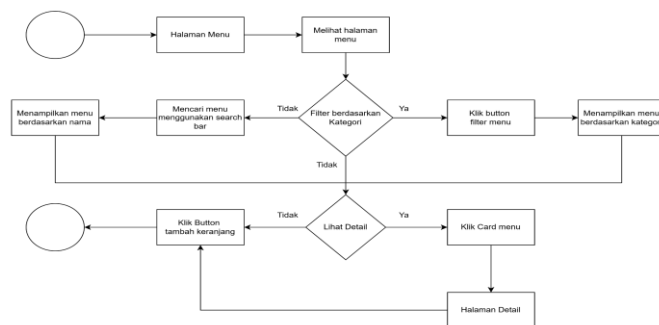 Halaman Menu
Melihat halaman
menu
Menampilkan menu
berdasarkan nama
Mencari menu
menggunakan search
bar
Tidak
Filter berdasarkan
Kategori
Ya
Klik button
filter menu
Menampilkan menu
berdasarkan kategori
Tidak
Klik Button
tambah keranjang
Tidak
Lihat Detail
Ya
Klik Card menu
Halaman Detail